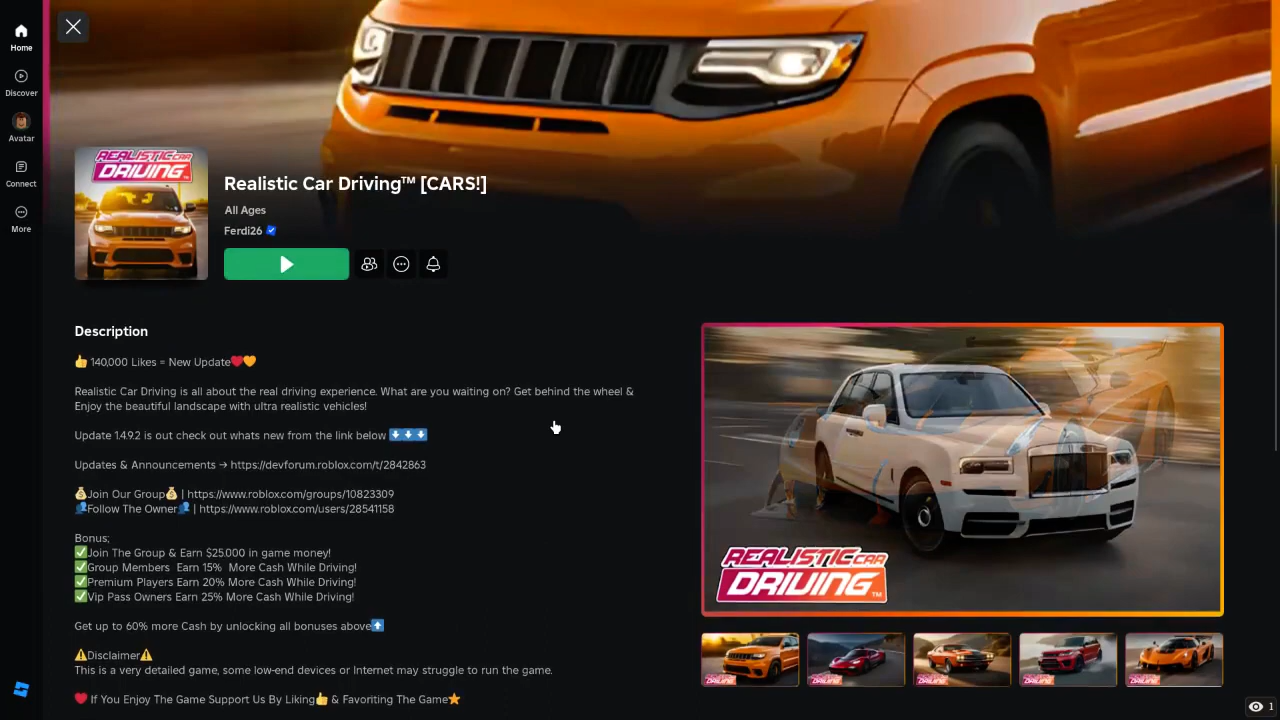 Home
Discover
Avatar
Connect
More
REALISTIC CAR
DRIVING™
Realistic Car Driving™ [CARS!]
All Ages
Ferdi26
Description
👍 140,000 Likes = New Update❤️🧡
Realistic Car Driving is all about the real driving experience. What are you waiting on? Get behind the wheel &
Enjoy the beautiful landscape with ultra realistic vehicles!
Update 1.4.9.2 is out check out whats new from the link below ⬇️⬇️⬇️
Updates & Announcements → https://devforum.roblox.com/t/2842863
💰Join Our Group💰 | https://www.roblox.com/groups/10823309
👥Follow The Owner👥 | https://www.roblox.com/users/28541158
Bonus;
✅Join The Group & Earn $25.000 in game money!
✅Group Members Earn 15% More Cash While Driving!
✅Premium Players Earn 20% More Cash While Driving!
✅Vip Pass Owners Earn 25% More Cash While Driving!
Get up to 60% more Cash by unlocking all bonuses above⬆️
⚠️Disclaimer⚠️
This is a very detailed game, some low-end devices or Internet may struggle to run the game.
❤️ If You Enjoy The Game Support Us By Liking👍 & Favoriting The Game⭐
REALISTIC CAR
DRIVING™
1